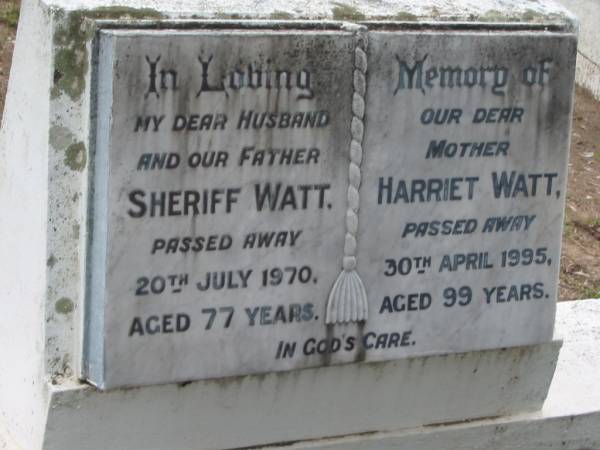 In Loving Memory of
MY DEAR HUSBAND
AND OUR FATHER
SHERIFF WATT.
PASSED AWAY
20TH JULY 1970,
AGED 77 YEARS.
OUR DEAR
MOTHER
HARRIET WATT,
PASSED AWAY
30TH APRIL 1995,
AGED 99 YEARS.
IN GOD'S CARE.